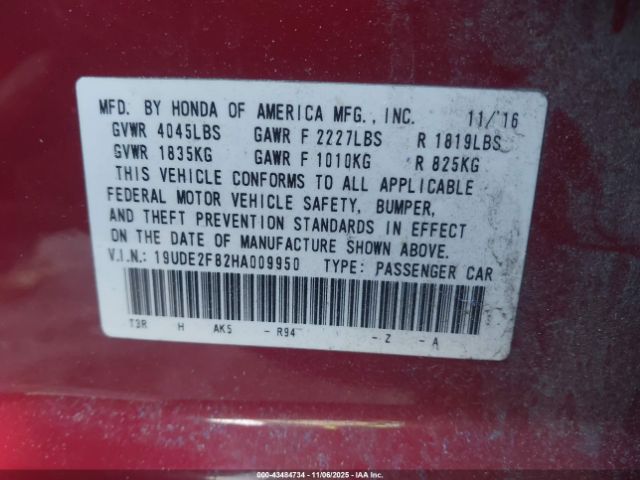 MFD. BY HONDA OF AMERICA MFG., INC. 11/'16
GVWR 4045LBS GAWR F 2227LBS R 1819LBS
GVWR 1835KG GAWR F 1010KG R 825KG
THIS VEHICLE CONFORMS TO ALL APPLICABLE
FEDERAL MOTOR VEHICLE SAFETY, BUMPER,
AND THEFT PREVENTION STANDARDS IN EFFECT
ON THE DATE OF MANUFACTURE SHOWN ABOVE.
V.I.N.: 19UDE2F82HA009950 TYPE: PASSENGER CAR
T3R H AK5 - R94 - Z - A
000-43484734 - 11/06/2025 - IAA Inc.